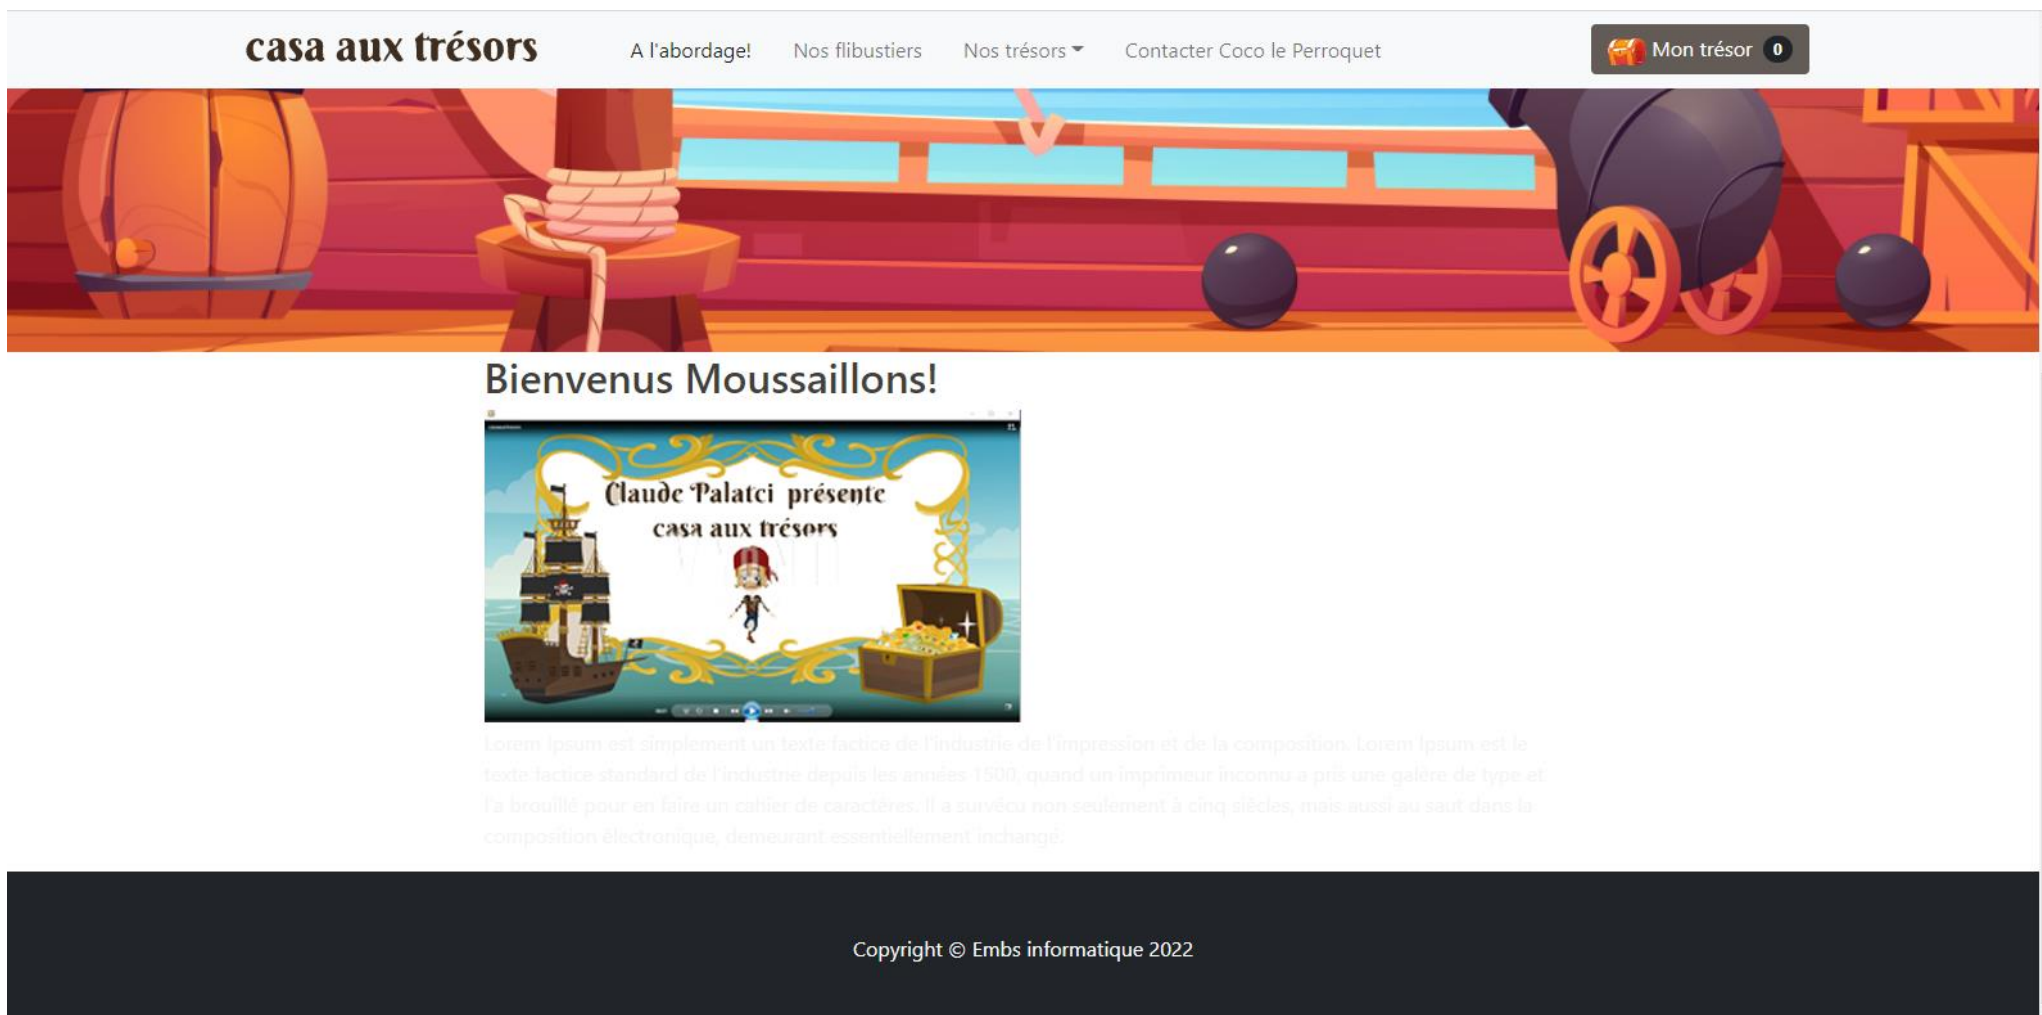 casa aux trésors
A l'abordage!
Nos flibustiers
Nos trésors
Contacter Coco le Perroquet
Mon trésor 0
Bienvenus Moussaillons!
Claude Palatci présente
casa aux trésors
Lorem Ipsum est simplement un texte factice de l'industrie de l'impression et de la composition. Lorem Ipsum est le
texte factice standard de l'industrie depuis les années 1500, quand un imprimeur inconnu a pris une galère de type et
l'a brouillé pour en faire un cahier de caractères. Il a survécu non seulement à cinq siècles, mais aussi au saut dans la
composition électronique, demeurant essentiellement inchangé.
Copyright © Embs informatique 2022